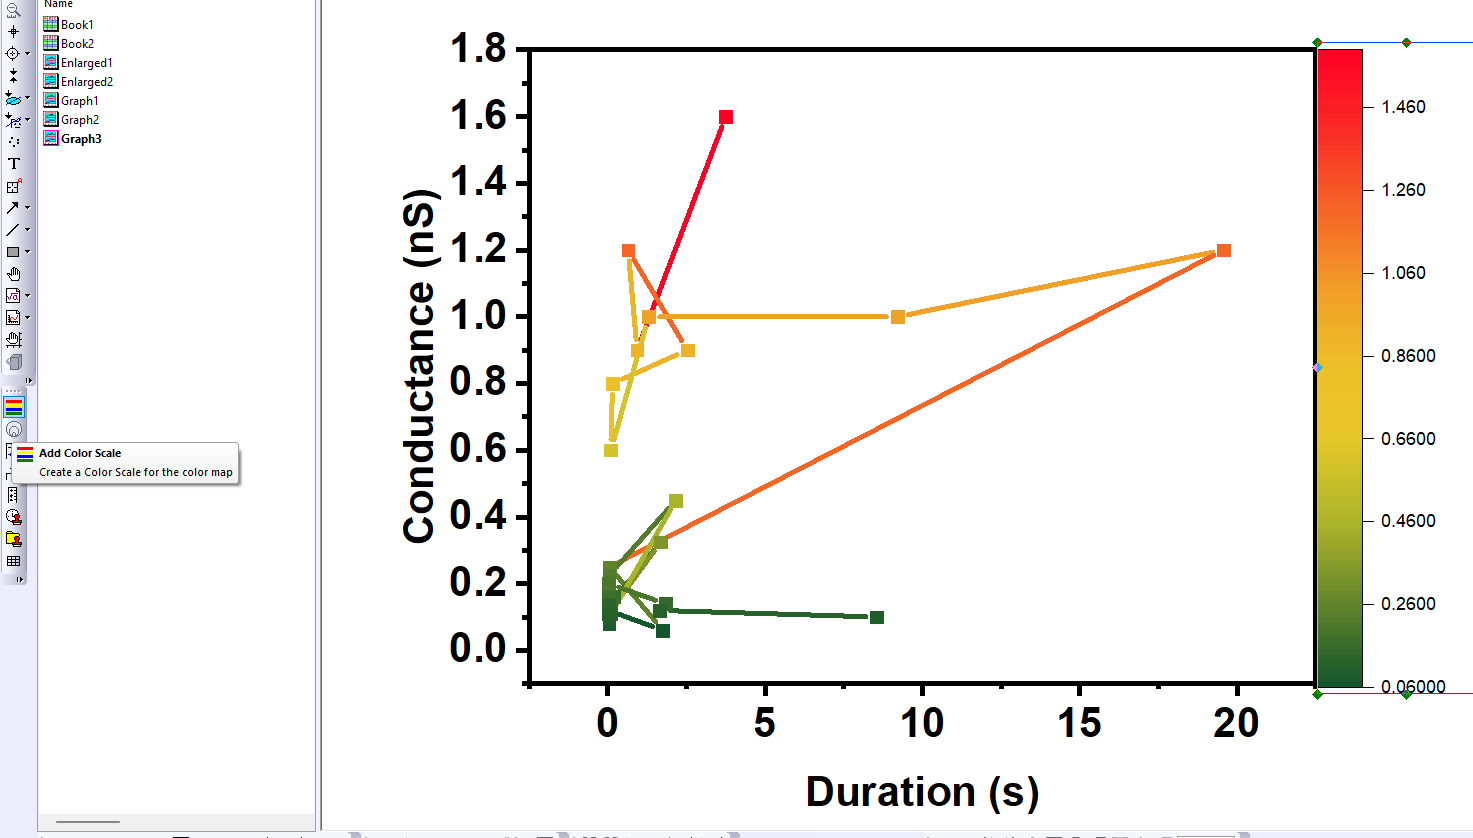 Name
Book1
Book2
Enlarged1
Enlarged2
Graph1
Graph2
Graph3
T
Add Color Scale
Create a Color Scale for the color map
Conductance (nS)
1.8
1.6
1.4
1.2
1.0
0.8
0.6
0.4
0.2
0.0
0
5
10
15
20
Duration (s)
1.460
1.260
1.060
0.8600
0.6600
0.4600
0.2600
0.06000